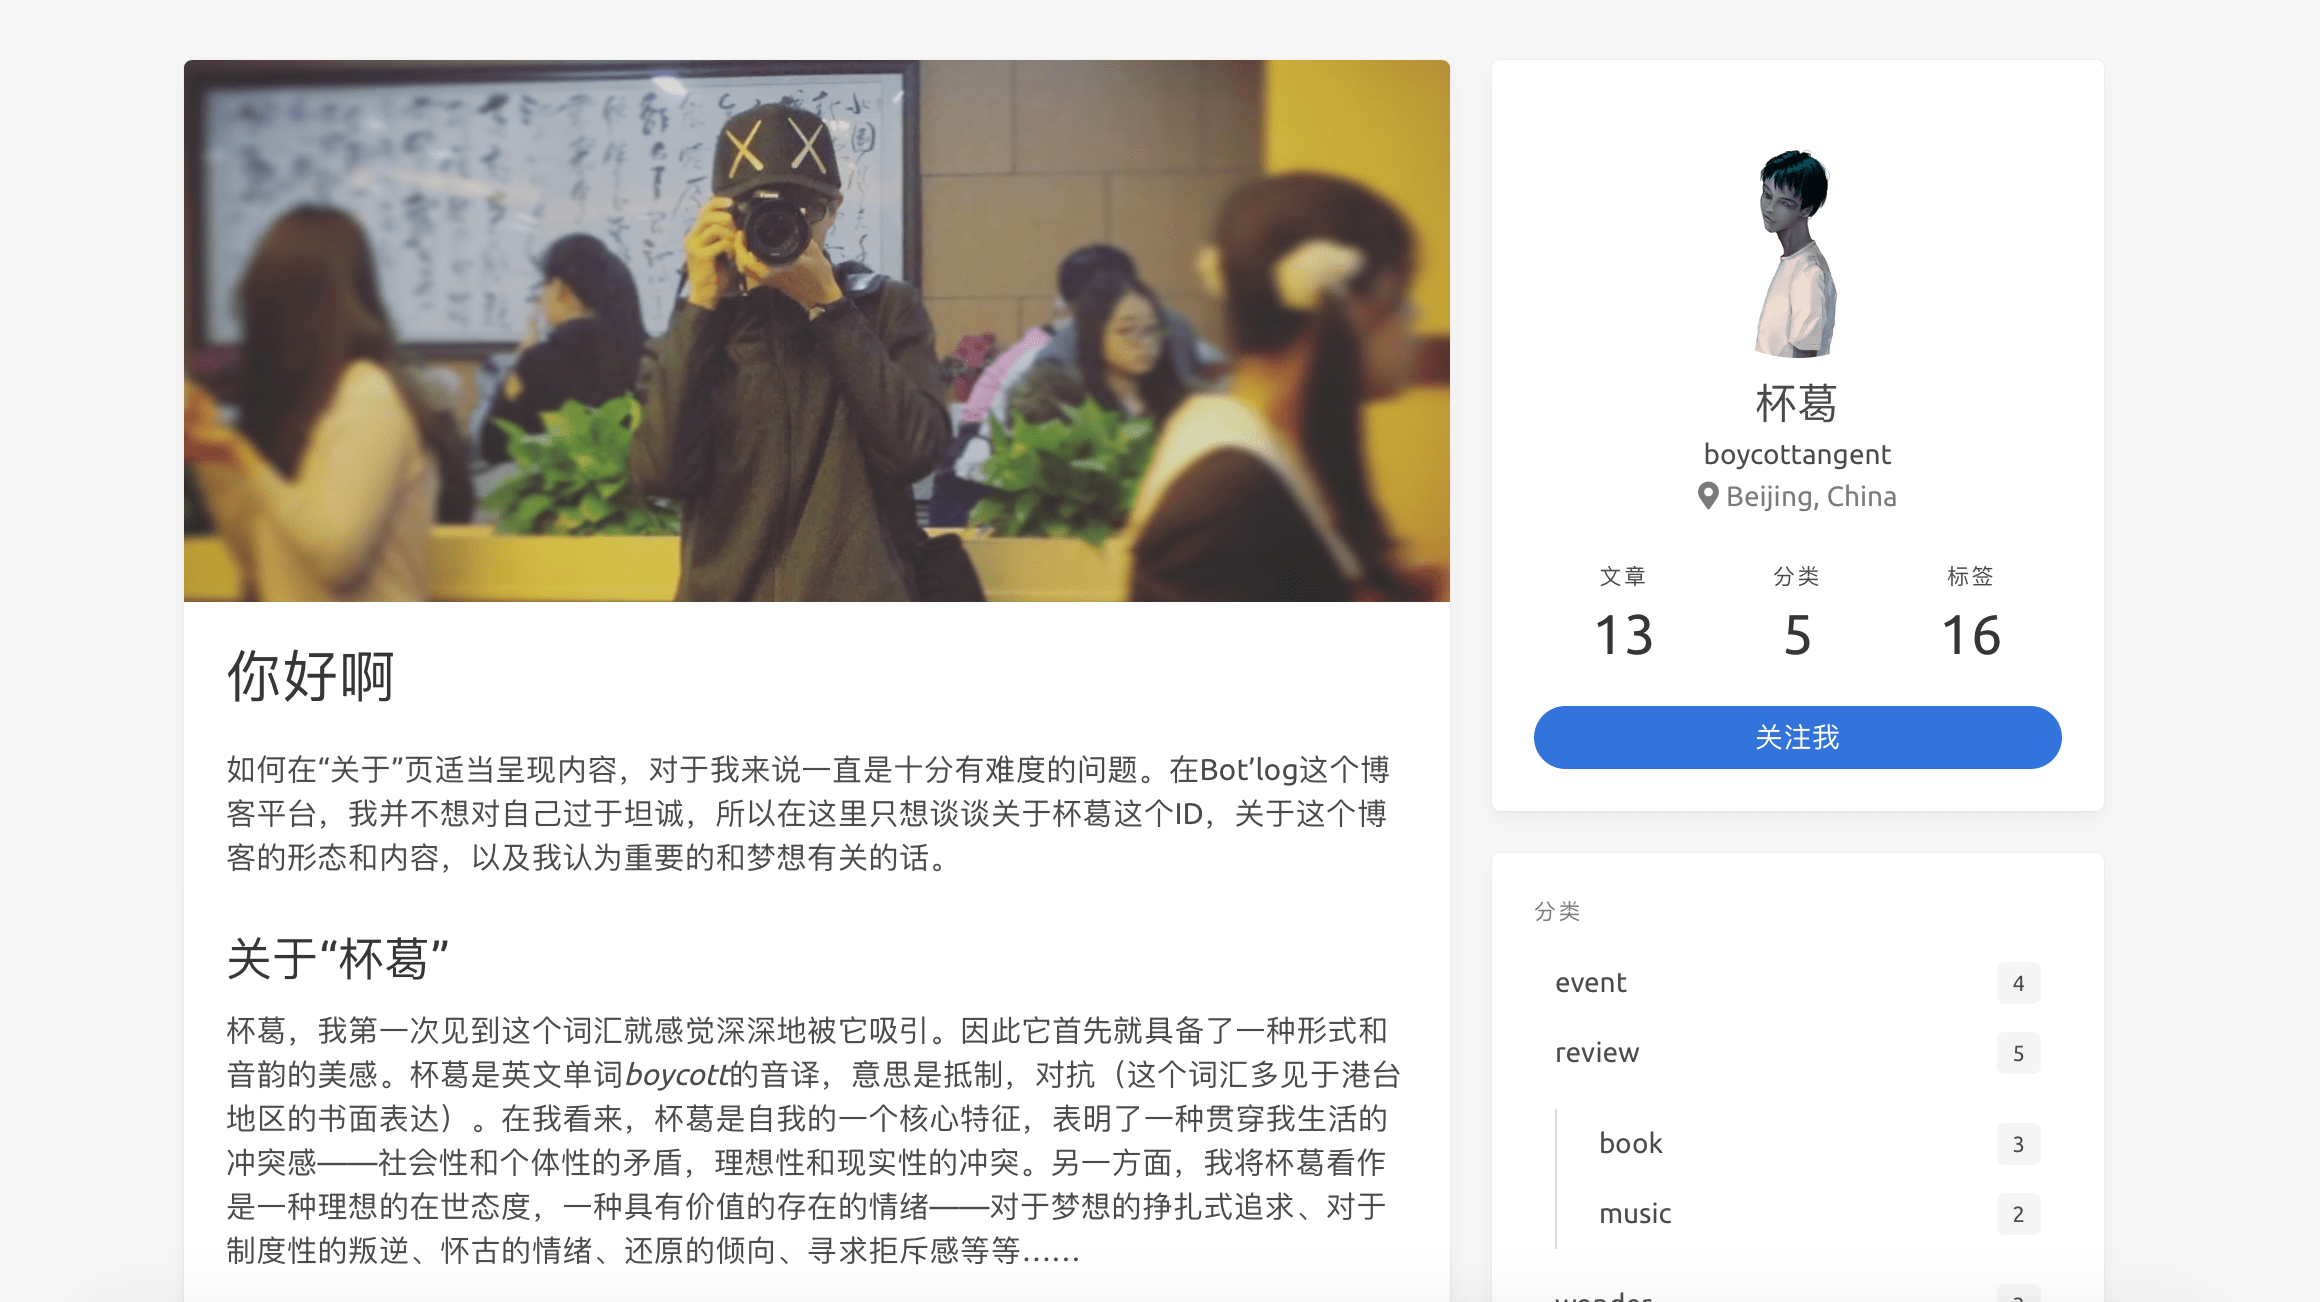 你好啊
如何在“关于”页适当呈现内容，对于我来说一直是十分有难度的问题。在Bot’log这个博
客平台，我并不想对自己过于坦诚，所以在这里只想谈谈关于杯葛这个ID，关于这个博
客的形态和内容，以及我认为重要的和梦想有关的话。
关于“杯葛”
杯葛，我第一次见到这个词汇就感觉深深地被它吸引。因此它首先就具备了一种形式和
音韵的美感。杯葛是英文单词boycott的音译，意思是抵制，对抗（这个词汇多见于港台
地区的书面表达）。在我看来，杯葛是自我的一个核心特征，表明了一种贯穿我生活的
冲突感——社会性和个体性的矛盾，理想性和现实性的冲突。另一方面，我将杯葛看作
是一种理想的在世态度，一种具有价值的存在的情绪——对于梦想的挣扎式追求、对于
制度性的叛逆、怀古的情绪、还原的倾向、寻求拒斥感等等……
杯葛
boycottangent
Beijing, China
文章 分类 标签
13 5 16
关注我
分类
event 4
review 5
book 3
music 2